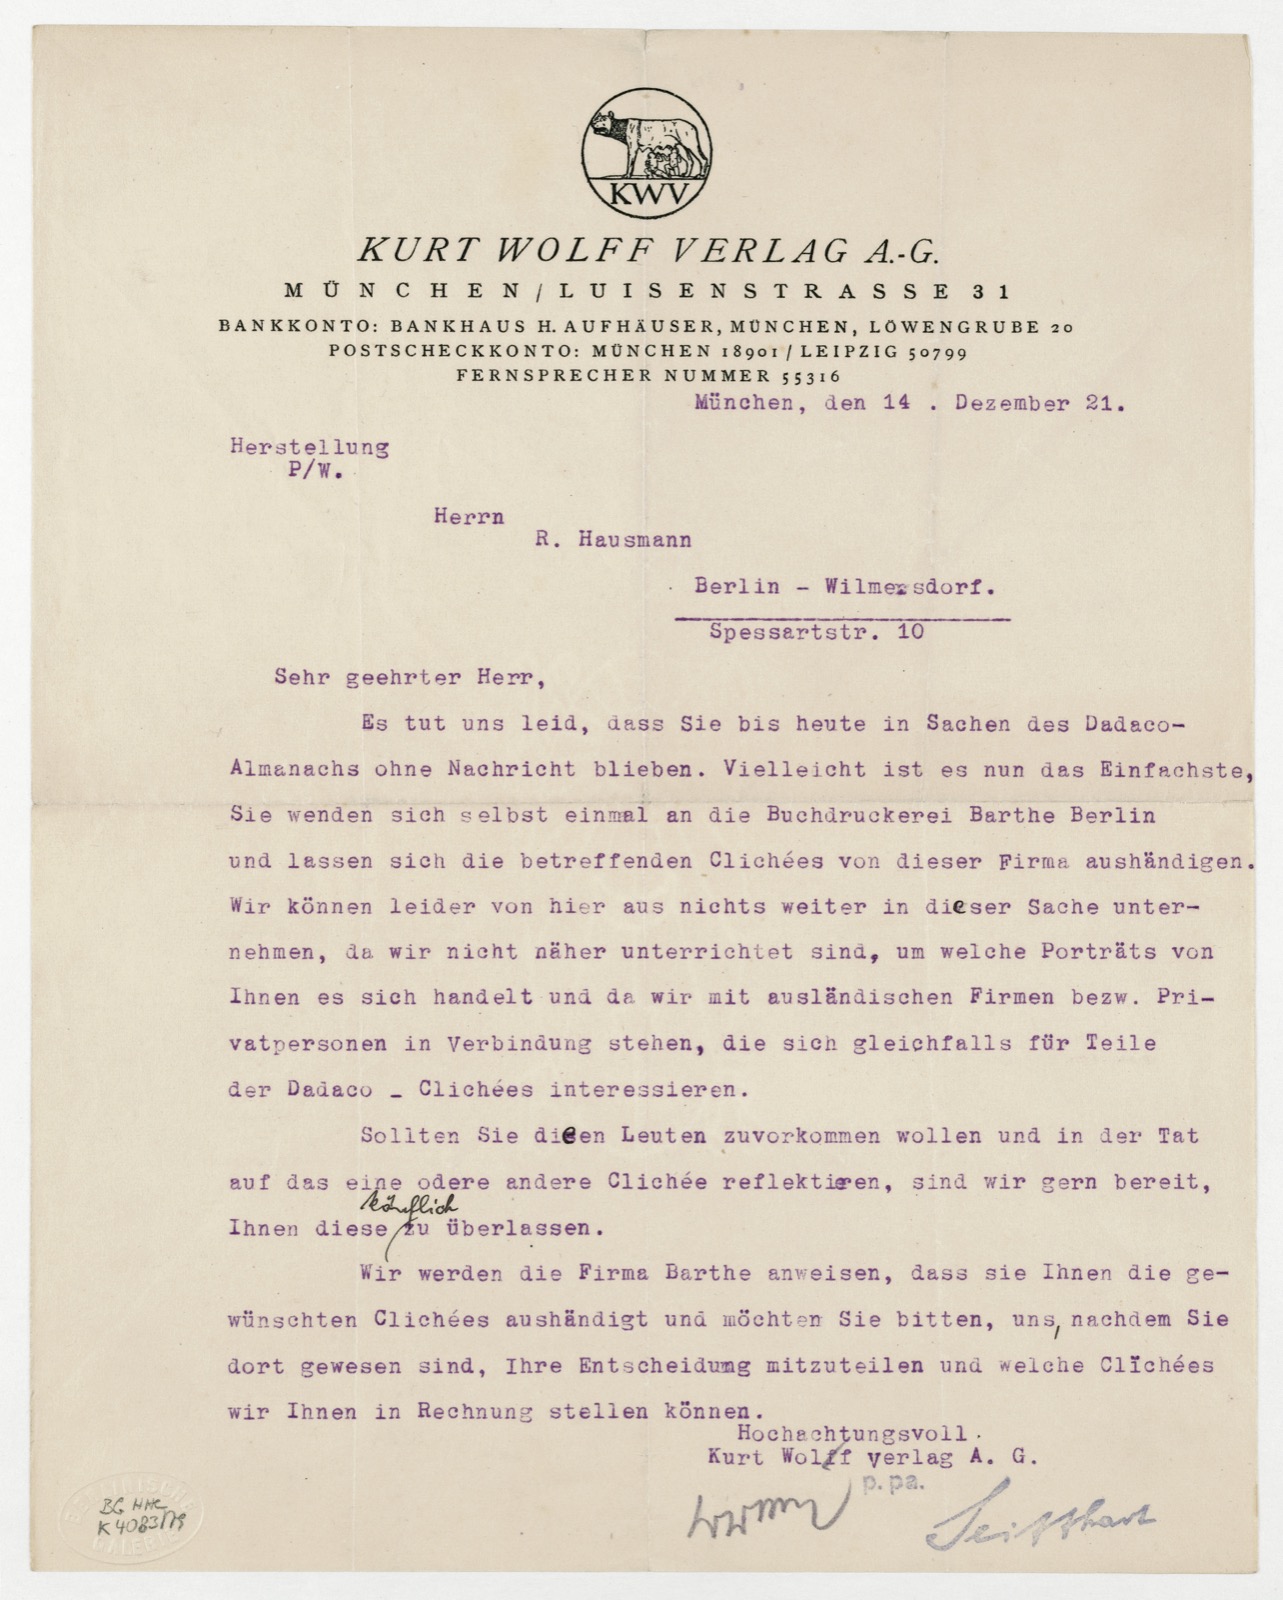 KWV
KURT WOLFF VERLAG A.-G.
MÜNCHEN / LUISENSTRASSE 31
BANKKONTO: BANKHAUS H. AUFHÄUSER, MÜNCHEN, LÖWENGRUBE 20
POSTSCHECKKONTO: MÜNCHEN 18901 / LEIPZIG 50799
FERNSPRECHER NUMMER 55316
München, den 14 . Dezember 21.
Herstellung
P/W.
Herrn
R. Hausmann
Berlin - Wilmersdorf.
Spessartstr. 10
Sehr geehrter Herr,
Es tut uns leid, dass Sie bis heute in Sachen des Dadaco-
Almanachs ohne Nachricht blieben. Vielleicht ist es nun das Einfachste,
Sie wenden sich selbst einmal an die Buchdruckerei Barthe Berlin
und lassen sich die betreffenden Clichées von dieser Firma aushändigen.
Wir können leider von hier aus nichts weiter in dieser Sache unter-
nehmen, da wir nicht näher unterrichtet sind, um welche Porträts von
Ihnen es sich handelt und da wir mit ausländischen Firmen bezw. Pri-
vatpersonen in Verbindung stehen, die sich gleichfalls für Teile
der Dadaco _ Clichées interessieren.
Sollten Sie dieen Leuten zuvorkommen wollen und in der Tat
auf das eine odere andere Clichée reflektieren, sind wir gern bereit,
käuflich
Ihnen diese zu überlassen.
Wir werden die Firma Barthe anweisen, dass sie Ihnen die ge-
wünschten Clichées aushändigt und möchten Sie bitten, uns, nachdem Sie
dort gewesen sind, Ihre Entscheidung mitzuteilen und welche Clichées
wir Ihnen in Rechnung stellen können.
Hochachtungsvoll.
Kurt Wolff verlag A. G.
p. pa.
BG HHC
K 4083/79